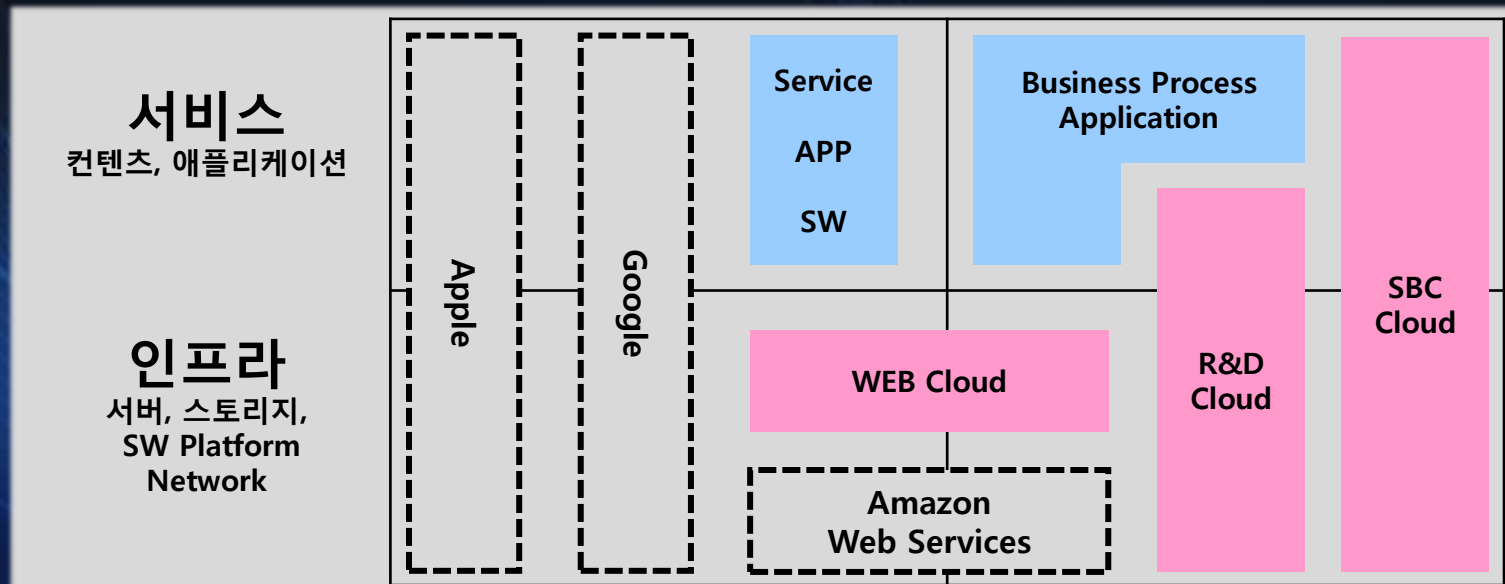 서비스
컨텐츠, 애플리케이션
인프라
서버, 스토리지,
SW Platform
Network
Apple
Google
Service
APP
SW
Business Process
Application
WEB Cloud
Amazon
Web Services
R&D
Cloud
SBC
Cloud